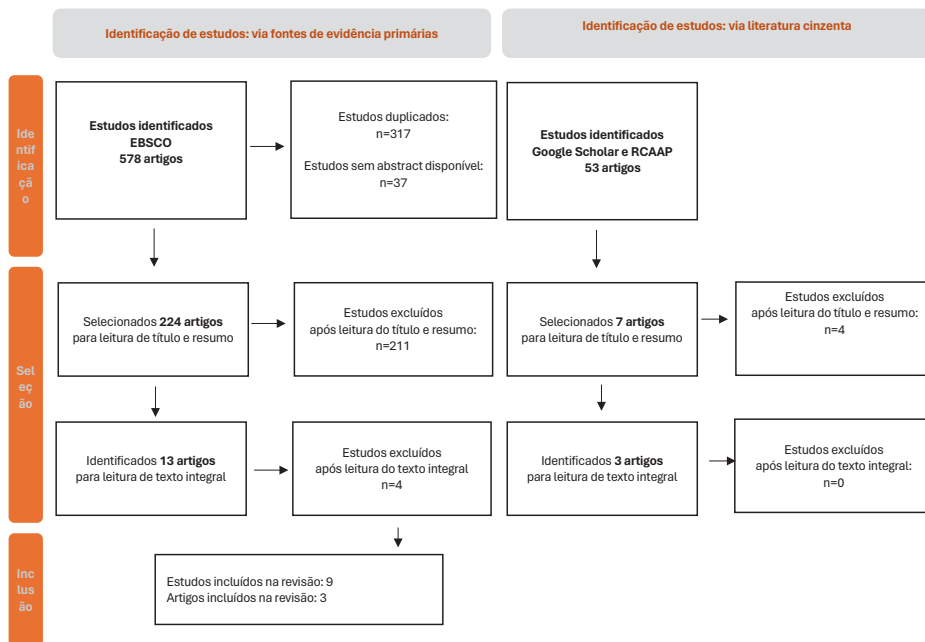 Identificação de estudos: via fontes de evidência primárias
Identificação de estudos: via literatura cinzenta
Ide
ntif
ica
çã
o
Estudos identificados
EBSCO
578 artigos
Estudos duplicados:
n=317
Estudos sem abstract disponível:
n=37
Estudos identificados
Google Scholar e RCAAP
53 artigos
Sel
eç
ão
Selecionados 224 artigos
para leitura de título e resumo
Estudos excluídos
após leitura do título e resumo:
n=211
Selecionados 7 artigos
para leitura de título e resumo
Estudos excluídos
após leitura do título e resumo:
n=4
Identificados 13 artigos
para leitura de texto integral
Estudos excluídos
após leitura do texto integral
n=4
Identificados 3 artigos
para leitura de texto integral
Estudos excluídos
após leitura do texto integral:
n=0
Inc
lus
ão
Estudos incluídos na revisão: 9
Artigos incluídos na revisão: 3